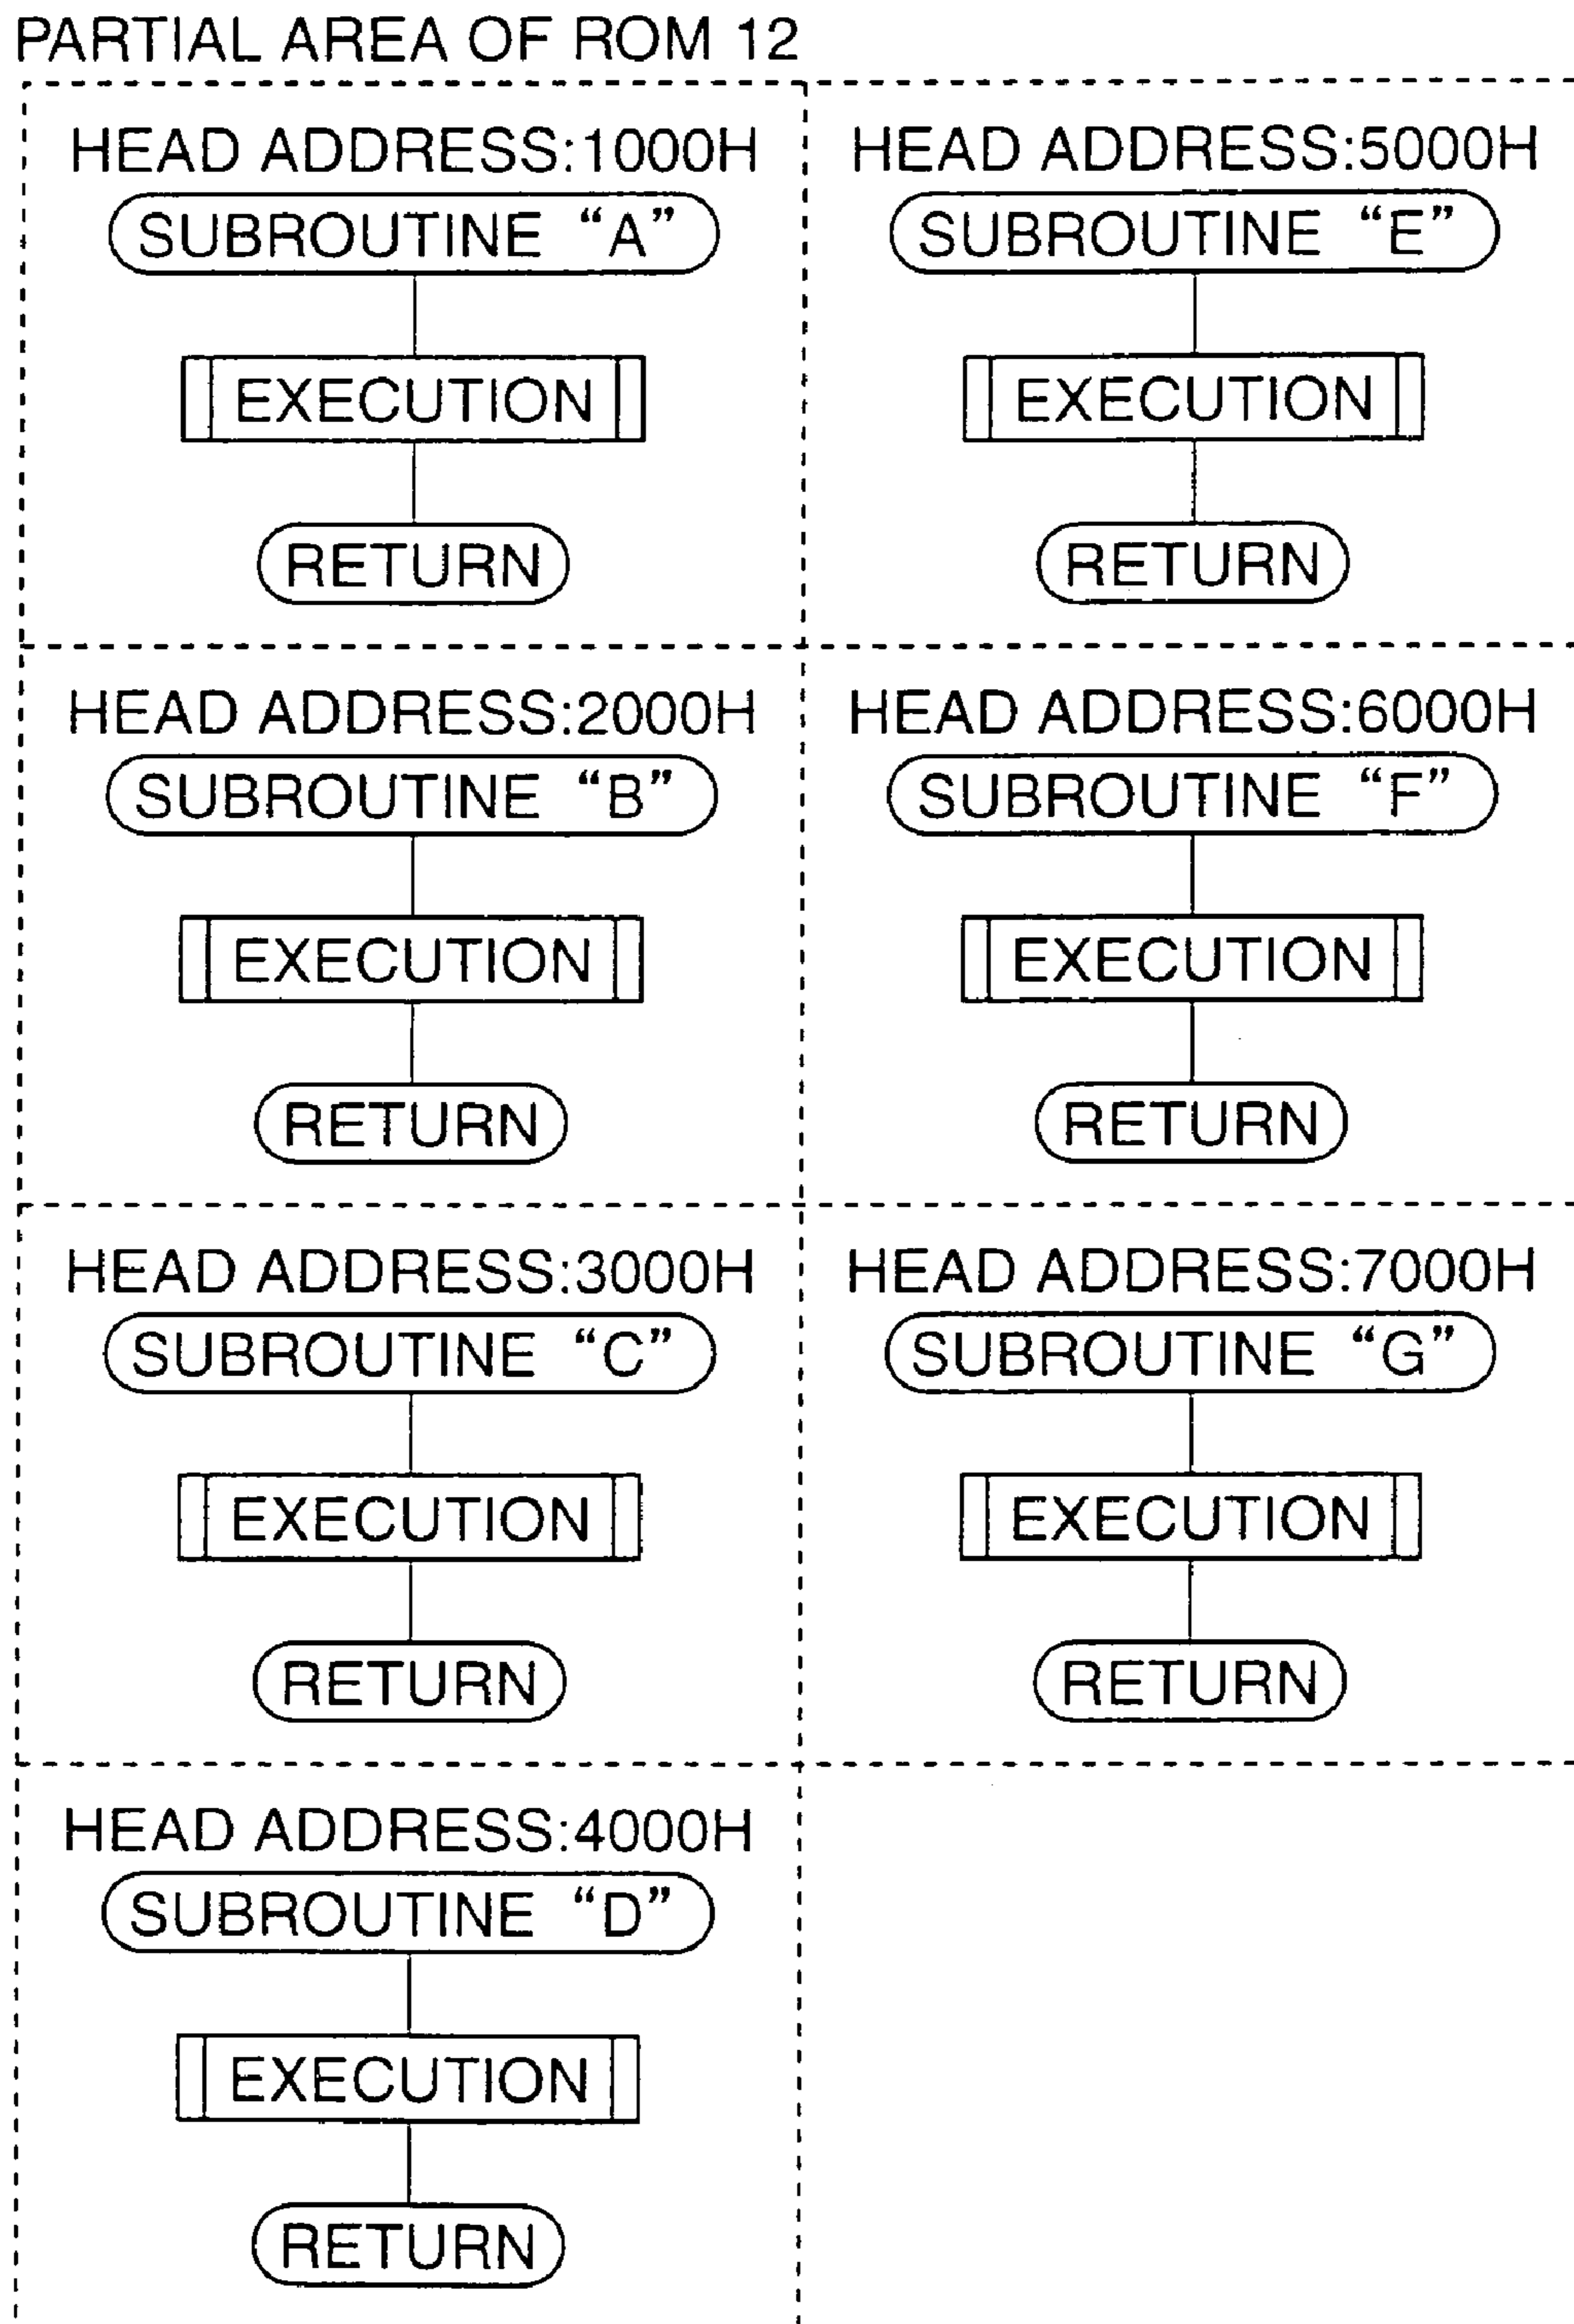 PARTIAL AREA OF ROM 12
HEAD ADDRESS:1000H
SUBROUTINE “A”
EXECUTION
RETURN
HEAD ADDRESS:2000H
SUBROUTINE “B”
EXECUTION
RETURN
HEAD ADDRESS:3000H
SUBROUTINE “C”
EXECUTION
RETURN
HEAD ADDRESS:4000H
SUBROUTINE “D”
EXECUTION
RETURN
HEAD ADDRESS:5000H
SUBROUTINE “E”
EXECUTION
RETURN
HEAD ADDRESS:6000H
SUBROUTINE “F”
EXECUTION
RETURN
HEAD ADDRESS:7000H
SUBROUTINE “G”
EXECUTION
RETURN